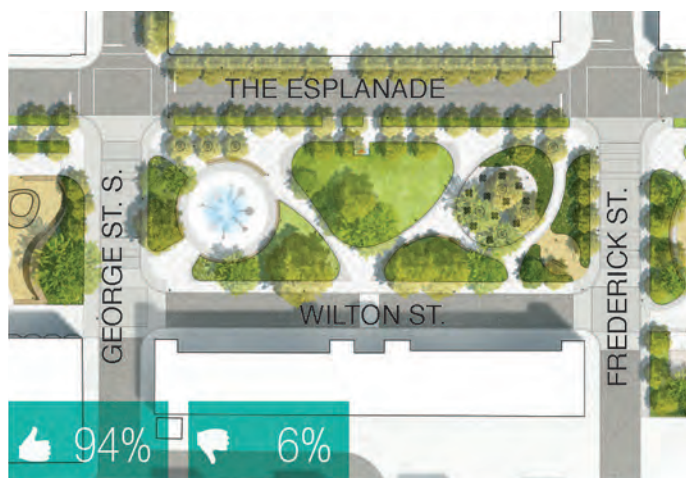 THE ESPLANADE
GEORGE ST. S.
FREDERICK ST.
WILTON ST.
94%
6%